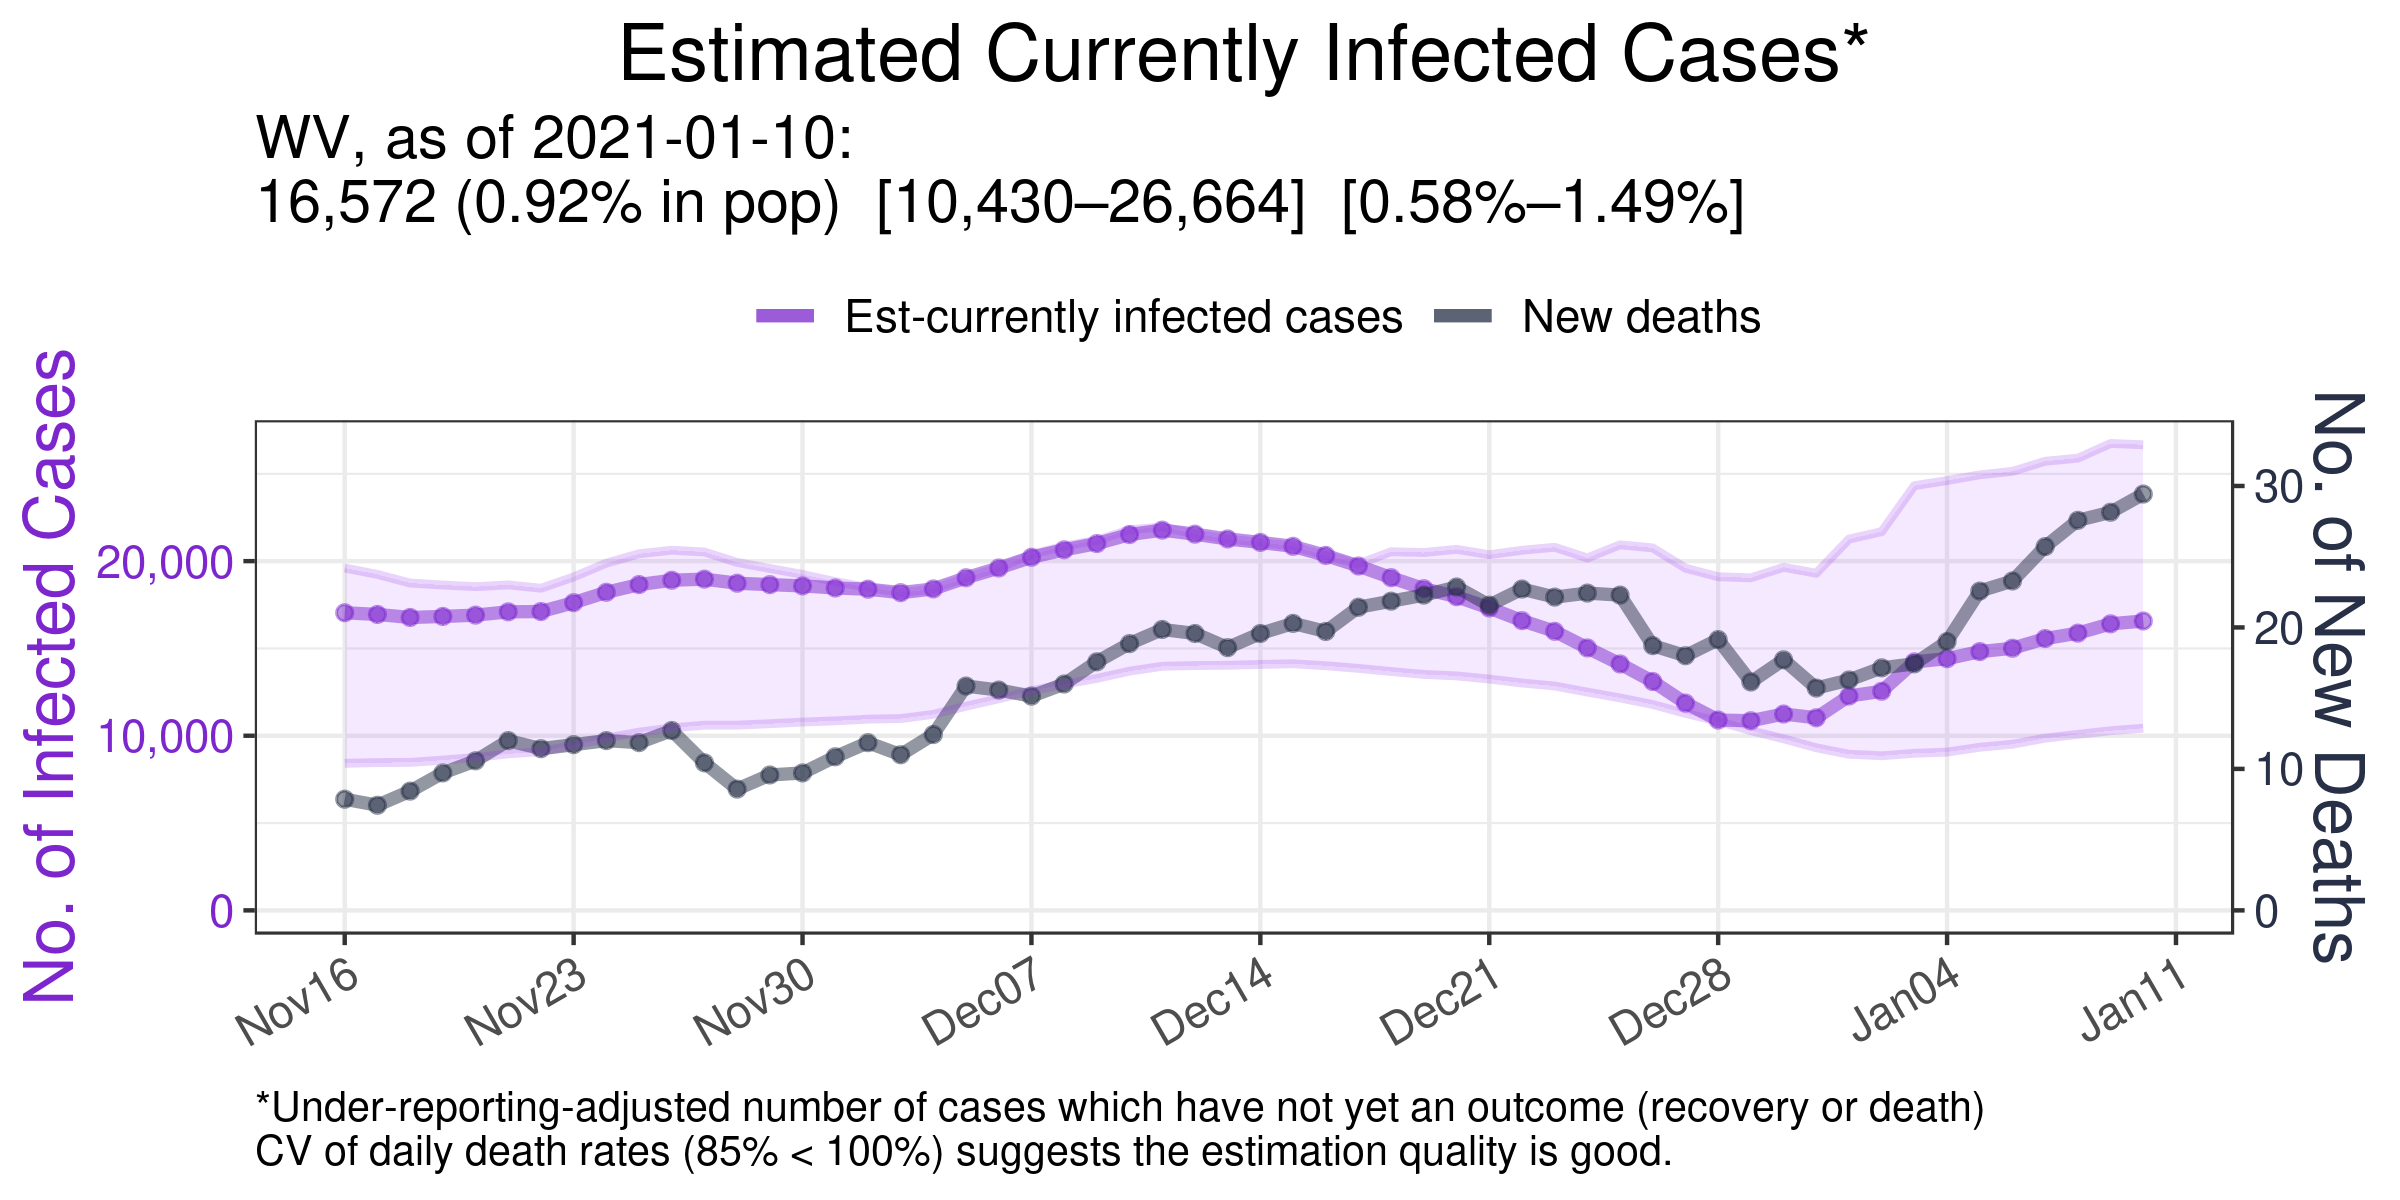 Estimated Currently Infected Cases*
WV, as of 2021-01-10:
16,572 (0.92% in pop)  [10,430–26,664]  [0.58%–1.49%]
Est-currently infected cases
New deaths
No. of Infected Cases
20,000
10,000
0
30
20
10
0
No. of New Deaths
Nov16
Nov23
Nov30
Dec07
Dec14
Dec21
Dec28
Jan04
Jan11
*Under-reporting-adjusted number of cases which have not yet an outcome (recovery or death)
CV of daily death rates (85% < 100%) suggests the estimation quality is good.